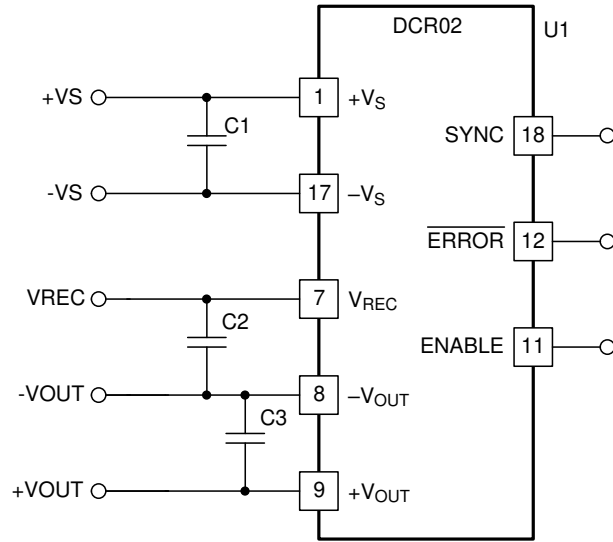 DCR02
U1
+VS
1
+VS
C1
SYNC
18
-VS
17
–VS
ERROR
12
VREC
7
VREC
C2
ENABLE
11
-VOUT
8
–VOUT
C3
+VOUT
9
+VOUT